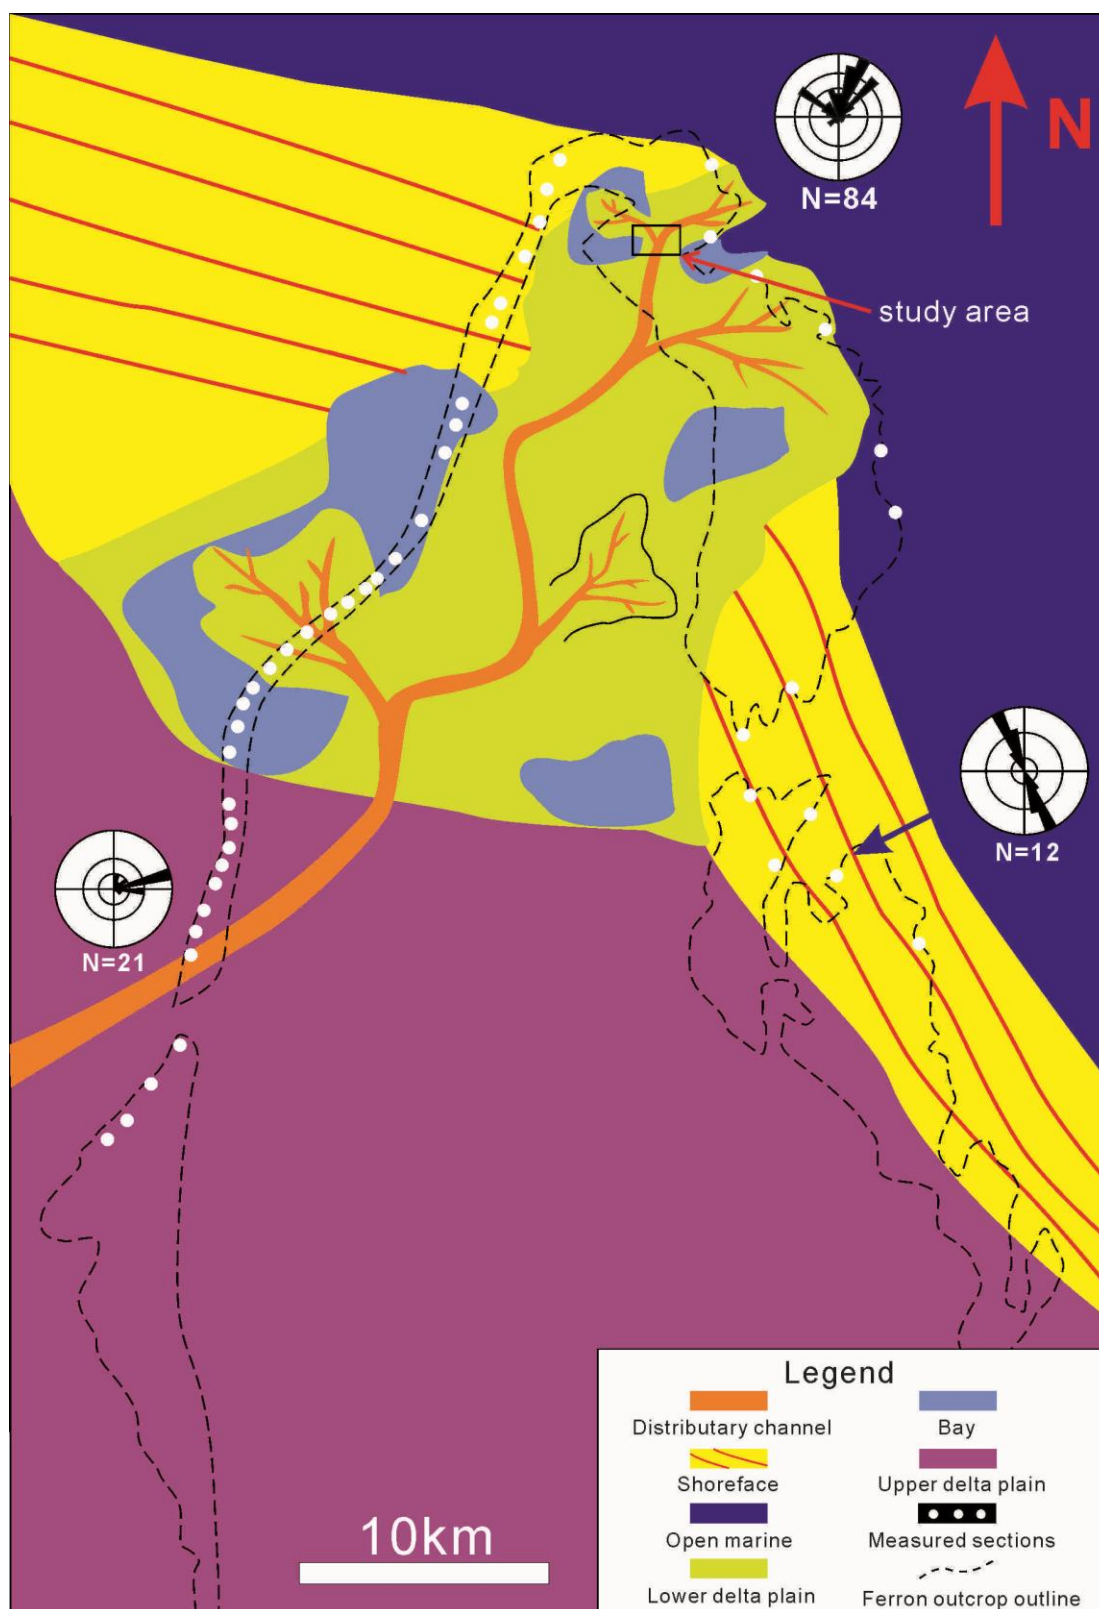 N
N=84
study area
N=12
N=21
10km
Legend
Distributary channel
Bay
Shoreface
Upper delta plain
Open marine
Measured sections
Lower delta plain
Ferron outcrop outline